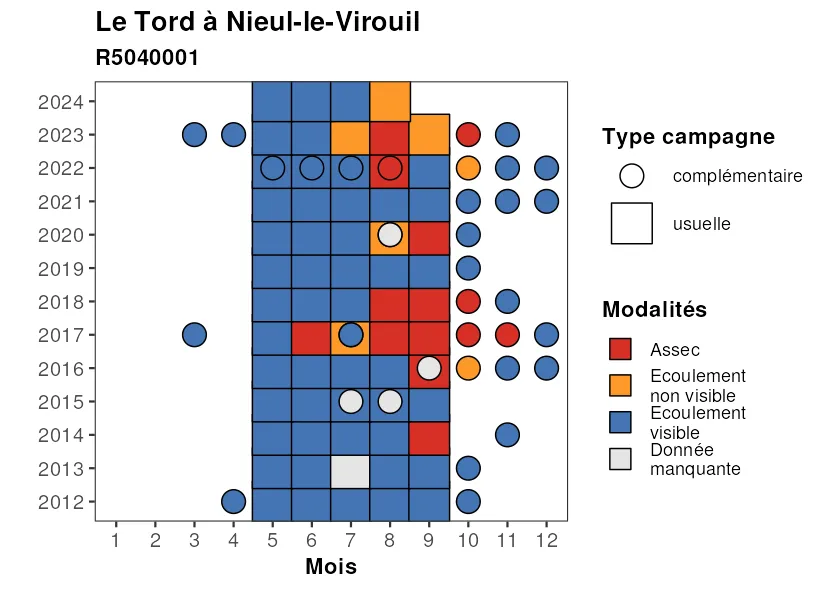 Le Tord à Nieul-le-Virouil
R5040001
2024
2023
2022
2021
2020
2019
2018
2017
2016
2015
2014
2013
2012
1 2 3 4 5 6 7 8 9 10 11 12
Mois
Type campagne
complémentaire
usuelle
Modalités
Assec
Ecoulement
non visible
Ecoulement
visible
Donnée
manquante